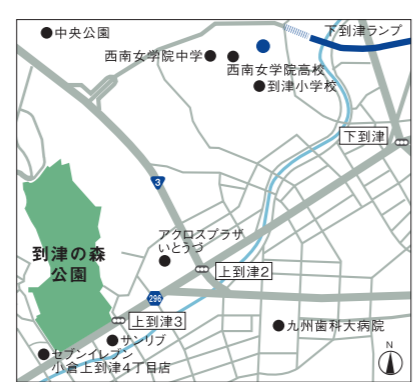 中央公園
下到津ランプ
西南女学院中学
西南女学院高校
到津小学校
下到津
3
到津の森
公園
アクロスプラザ
いとうづ
上到津2
296
上到津3
サンリブ
九州歯科大病院
セブンイレブン
小倉上到津4丁目店
N